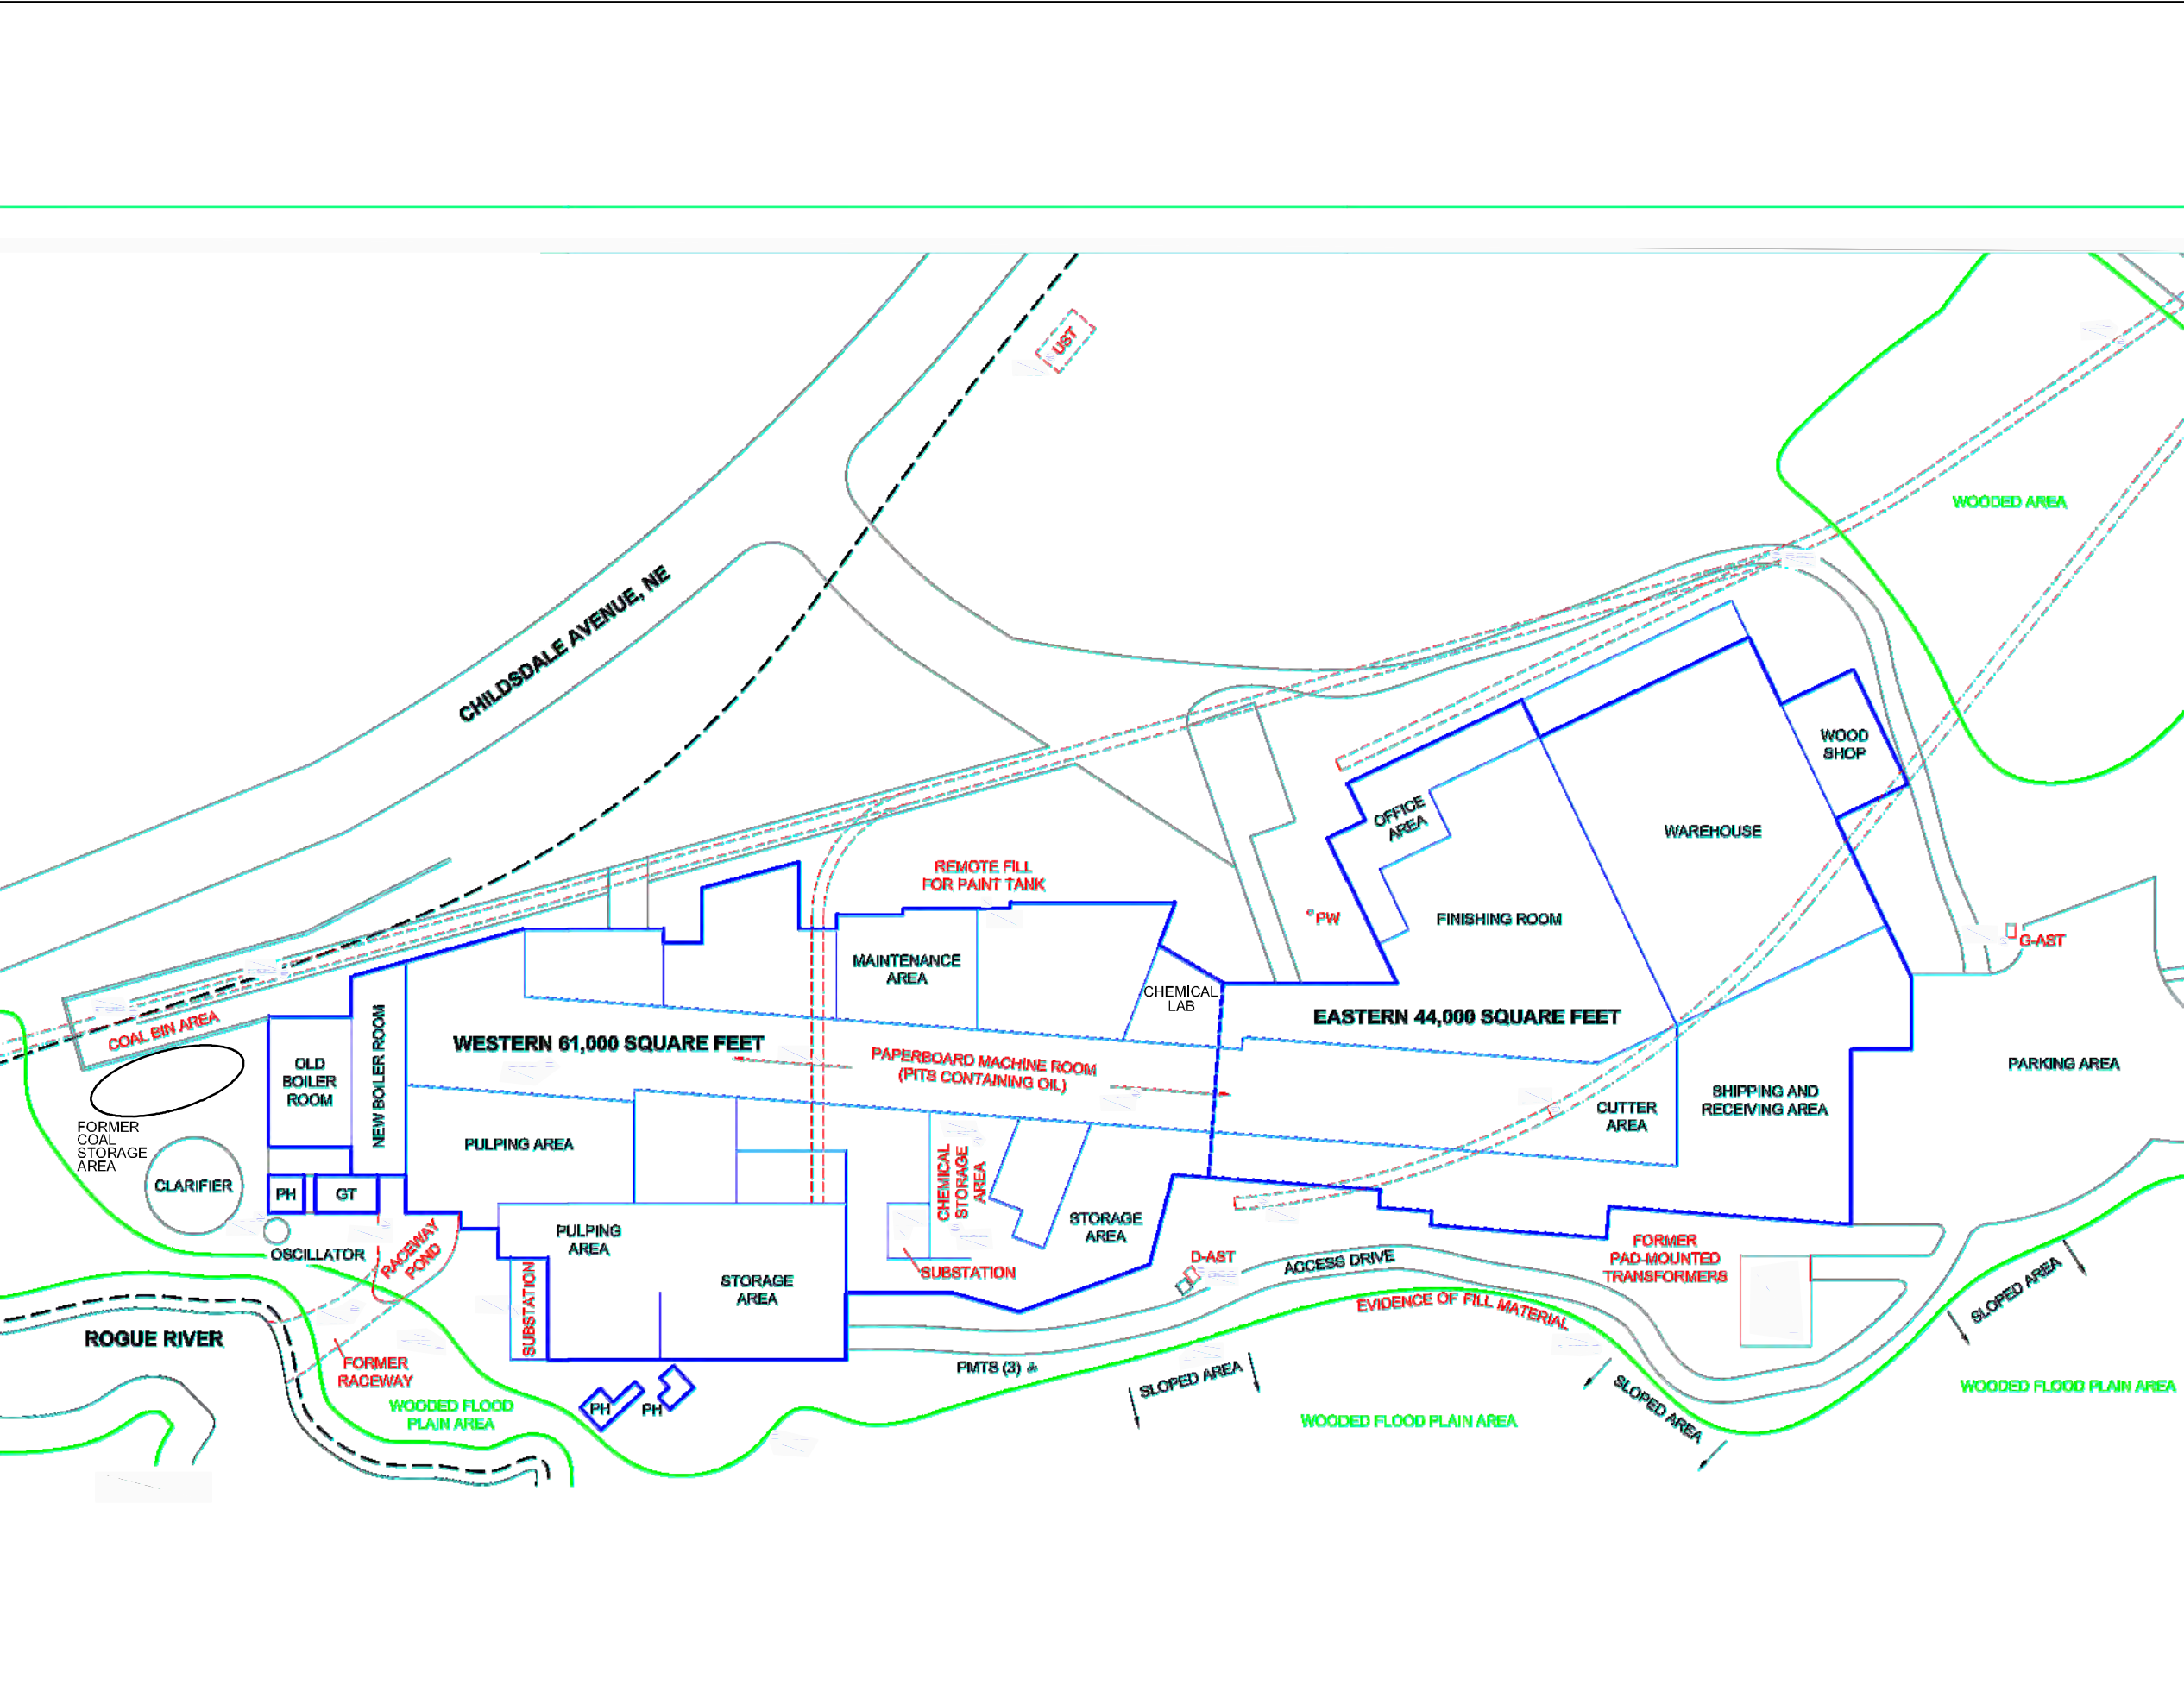 UST
WOODED AREA
CHILDSDALE AVENUE, NE
WOOD
SHOP
OFFICE
AREA
WAREHOUSE
REMOTE FILL
FOR PAINT TANK
PW
FINISHING ROOM
G-AST
MAINTENANCE
AREA
CHEMICAL
LAB
COAL BIN AREA
WESTERN 61,000 SQUARE FEET
EASTERN 44,000 SQUARE FEET
PAPERBOARD MACHINE ROOM
(PITS CONTAINING OIL)
PARKING AREA
OLD
BOILER
ROOM
NEW BOILER ROOM
SHIPPING AND
RECEIVING AREA
CUTTER
AREA
FORMER
COAL
STORAGE
AREA
PULPING AREA
CLARIFIER
PH
GT
CHEMICAL
STORAGE
AREA
STORAGE
AREA
PULPING
AREA
OSCILLATOR
RACEWAY
POND
SUBSTATION
D-AST
ACCESS DRIVE
FORMER
PAD-MOUNTED
TRANSFORMERS
SLOPED AREA
STORAGE
AREA
SUBSTATION
EVIDENCE OF FILL MATERIAL
ROGUE RIVER
FORMER
RACEWAY
PMTS (3)
SLOPED AREA
SLOPED AREA
WOODED FLOOD PLAIN AREA
WOODED FLOOD
PLAIN AREA
PH
PH
WOODED FLOOD PLAIN AREA